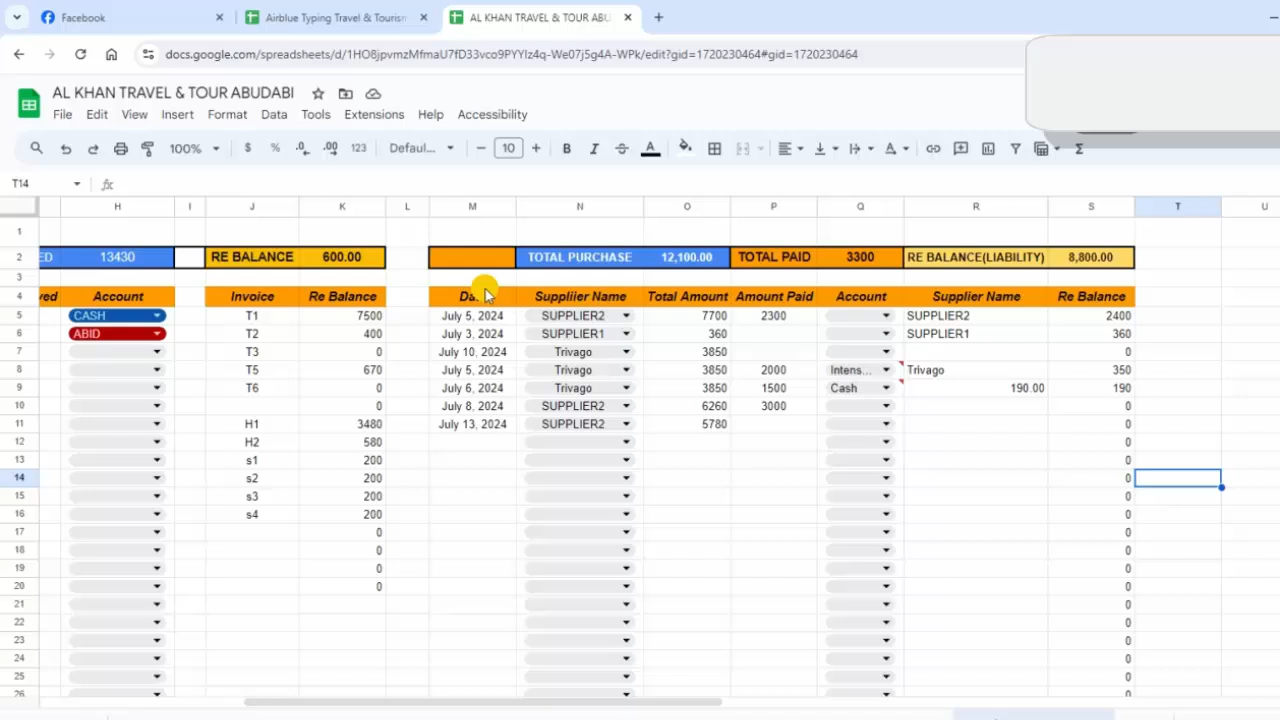 Facebook
Airblue Typing Travel & Tourism
AL KHAN TRAVEL & TOUR ABU
docs.google.com/spreadsheets/d/1HO8jpvmzMfmaU7fD33vco9PYYIz4q-We07j5g4A-WPk/edit?gid=1720230464#gid=1720230464
AL KHAN TRAVEL & TOUR ABUDABI
File Edit View Insert Format Data Tools Extensions Help Accessibility
100% $ % .0 .00 123 Defaul... 10 B I S A Σ
T14 fx
H I J K L M N O P Q R S T U
1
2 ED 13430 RE BALANCE 600.00 TOTAL PURCHASE 12,100.00 TOTAL PAID 3300 RE BALANCE(LIABILITY) 8,800.00
3
4 ved Account Invoice Re Balance Da Suppliier Name Total Amount Amount Paid Account Supplier Name Re Balance
5 CASH T1 7500 July 5, 2024 SUPPLIER2 7700 2300 SUPPLIER2 2400
6 ABID T2 400 July 3, 2024 SUPPLIER1 360 SUPPLIER1 360
7 T3 0 July 10, 2024 Trivago 3850 0
8 T5 670 July 5, 2024 Trivago 3850 2000 Intens... Trivago 350
9 T6 0 July 6, 2024 Trivago 3850 1500 Cash 190.00 190
10 0 July 8, 2024 SUPPLIER2 6260 3000 0
11 H1 3480 July 13, 2024 SUPPLIER2 5780 0
12 H2 580 0
13 s1 200 0
14 s2 200 0
15 s3 200 0
16 s4 200 0
17 0 0
18 0 0
19 0 0
20 0 0
21 0
22 0
23 0
24 0
25 0
26 0